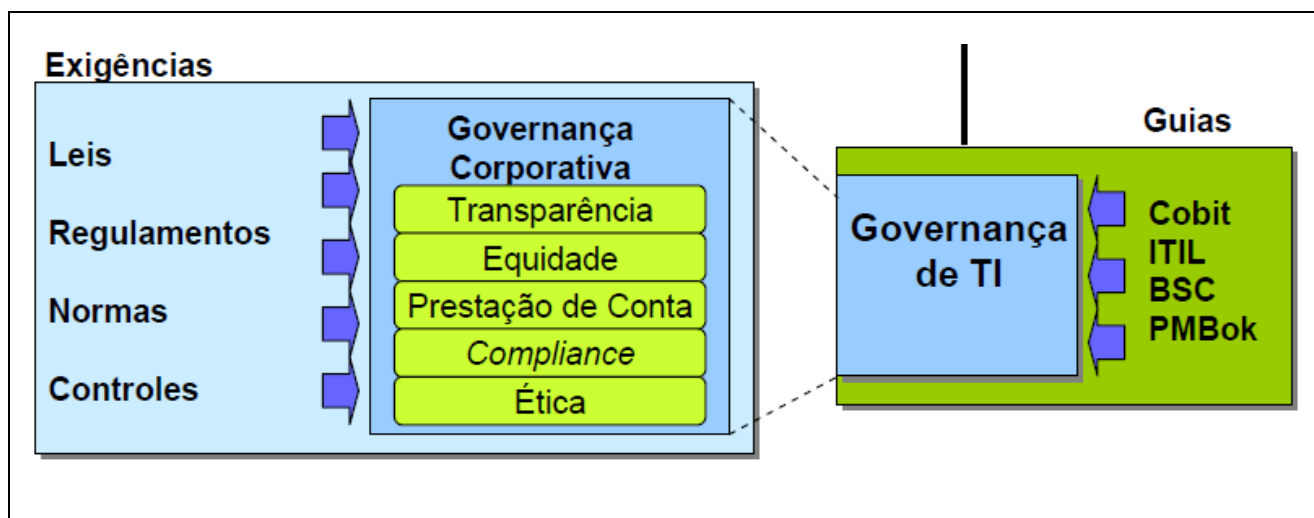 Exigências
Leis
Regulamentos
Normas
Controles
Governança
Corporativa
Transparência
Equidade
Prestação de Conta
Compliance
Ética
Governança
de TI
Guias
Cobit
ITIL
BSC
PMBok